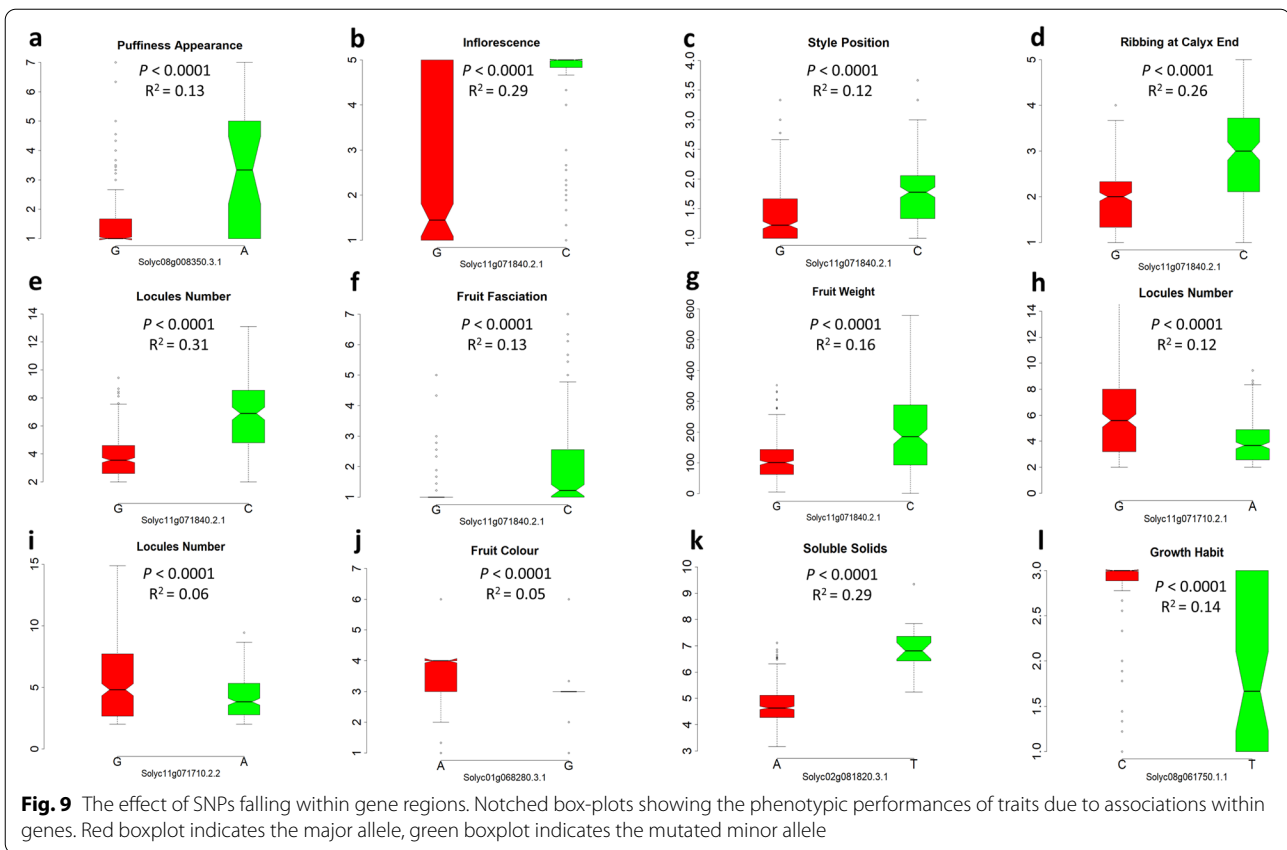 a
Puffiness Appearance
P < 0.0001
R² = 0.13
7
6
5
4
3
2
1
G A
Solyc08g008350.3.1
b
Inflorescence
P < 0.0001
R² = 0.29
5
4
3
2
1
G C
Solyc11g071840.2.1
c
Style Position
P < 0.0001
R² = 0.12
4.0
3.5
3.0
2.5
2.0
1.5
1.0
G C
Solyc11g071840.2.1
d
Ribbing at Calyx End
P < 0.0001
R² = 0.26
5
4
3
2
1
G C
Solyc11g071840.2.1
e
Locules Number
P < 0.0001
R² = 0.31
14
12
10
8
6
4
2
G C
Solyc11g071840.2.1
f
Fruit Fasciation
P < 0.0001
R² = 0.13
7
6
5
4
3
2
1
G C
Solyc11g071840.2.1
g
Fruit Weight
P < 0.0001
R² = 0.16
600
500
400
300
200
100
0
G C
Solyc11g071840.2.1
h
Locules Number
P < 0.0001
R² = 0.12
14
12
10
8
6
4
2
0
G A
Solyc11g071710.2.1
i
Locules Number
P < 0.0001
R² = 0.06
15
10
5
0
G A
Solyc11g071710.2.2
j
Fruit Colour
P < 0.0001
R² = 0.05
7
6
5
4
3
2
1
A G
Solyc01g068280.3.1
k
Soluble Solids
P < 0.0001
R² = 0.29
10
9
8
7
6
5
4
3
A T
Solyc02g081820.3.1
l
Growth Habit
P < 0.0001
R² = 0.14
3.0
2.5
2.0
1.5
1.0
C T
Solyc08g061750.1.1
Fig. 9 The effect of SNPs falling within gene regions. Notched box-plots showing the phenotypic performances of traits due to associations within
genes. Red boxplot indicates the major allele, green boxplot indicates the mutated minor allele